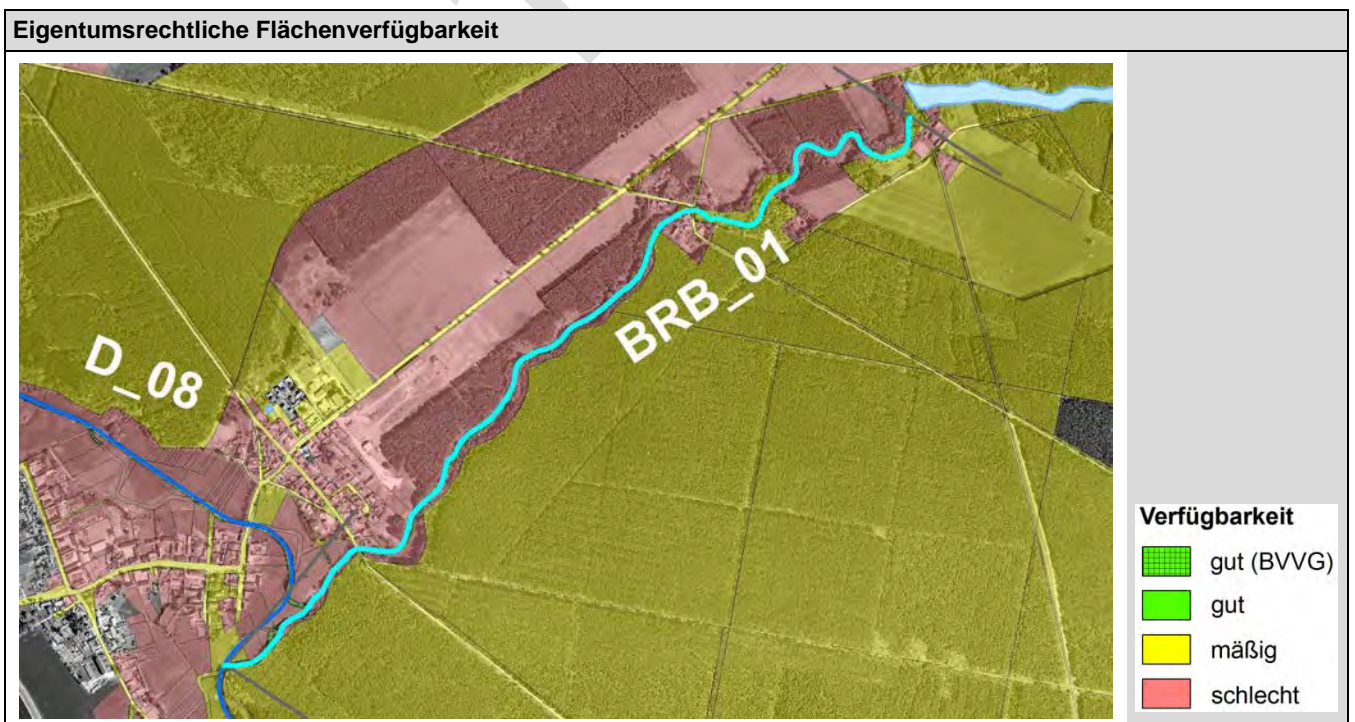 Eigentumsrechtliche Flächenverfügbarkeit
D_08
BRB_01
Verfügbarkeit
gut (BVVG)
gut
mäßig
schlecht